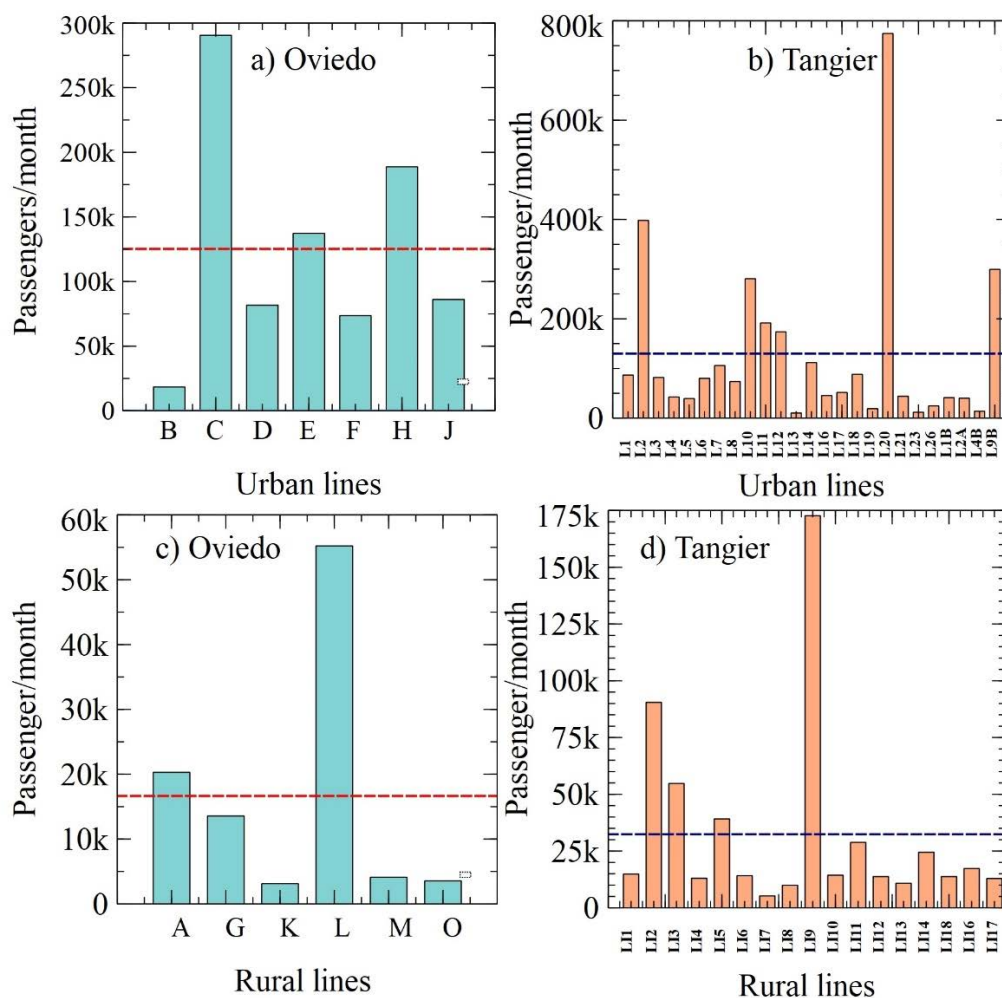 a) Oviedo
Passengers/month
300k
250k
200k
150k
100k
50k
0
B C D E F H J
Urban lines
b) Tangier
Passenger/month
800k
600k
400k
200k
0
L1 L2 L3 L4 L5 L6 L7 L8 L10 L11 L12 L13 L14 L16 L17 L18 L19 L20 L21 L23 L26 L1B L2A L4B L9B
Urban lines
c) Oviedo
Passenger/month
60k
50k
40k
30k
20k
10k
0
A G K L M O
Rural lines
d) Tangier
Passenger/month
175k
150k
125k
100k
75k
50k
25k
0
LI1 LI2 LI3 LI4 LI5 LI6 LI7 LI8 LI9 LI10 LI11 LI12 LI13 LI14 LI18 LI16 LI17
Rural lines